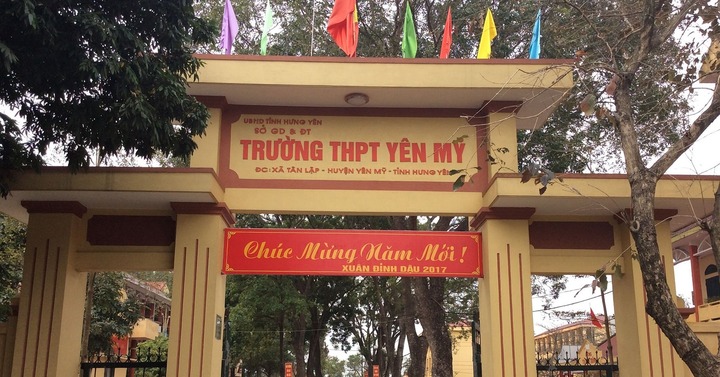 UBND TỈNH HƯNG YÊN
SỞ GD & ĐT
TRƯỜNG THPT YÊN MỸ
ĐC: XÃ TÂN LẬP - HUYỆN YÊN MỸ - TỈNH HƯNG YÊN
Chúc Mừng Năm Mới !
XUÂN ĐINH DẬU 2017